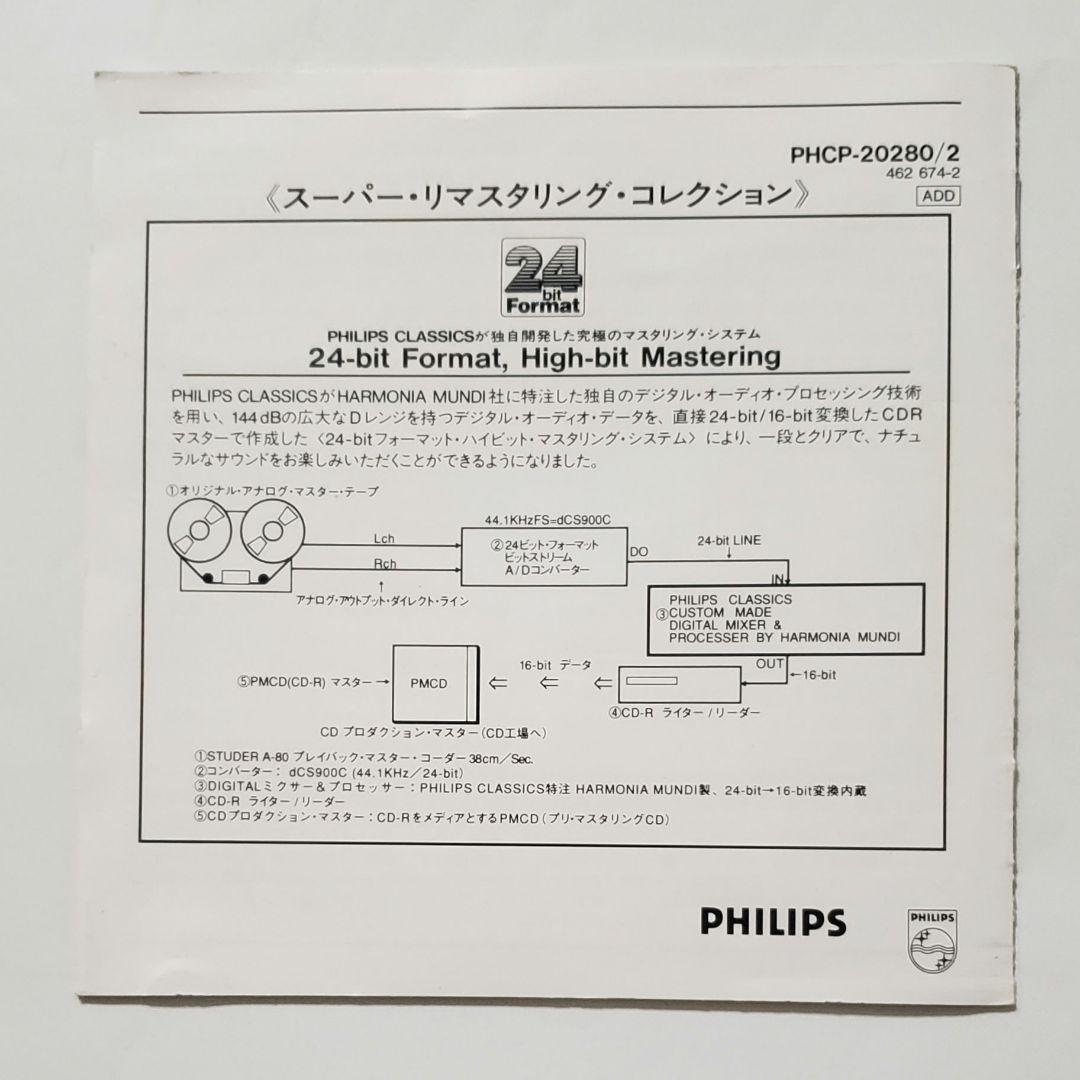 PHCP-20280/2
462 674-2
《スーパー・リマスタリング・コレクション》
ADD
24
bit
Format
PHILIPS CLASSICSが独自開発した究極のマスタリング・システム
24-bit Format, High-bit Mastering
PHILIPS CLASSICSがHARMONIA MUNDI社に特注した独自のデジタル・オーディオ・プロセッシング技術
を用い、144dBの広大なDレンジを持つデジタル・オーディオ・データを、直接24-bit/16-bit変換したCDR
マスターで作成した〈24-bitフォーマット・ハイビット・マスタリング・システム〉により、一段とクリアで、ナチュ
ラルなサウンドをお楽しみいただくことができるようになりました。
①オリジナル・アナログ・マスター・テープ
Lch
Rch
アナログ・アウトプット・ダイレクト・ライン
44.1KHzFS=dCS900C
②24ビット・フォーマット
ビットストリーム
A/Dコンバーター
DO
24-bit LINE
IN
PHILIPS CLASSICS
③CUSTOM MADE
DIGITAL MIXER &
PROCESSER BY HARMONIA MUNDI
OUT
←16-bit
④CD-R ライター/リーダー
16-bit データ
⇐ ⇐ ⇐
PMCD
⑤PMCD(CD-R) マスター→
CD プロダクション・マスター(CD工場へ)
①STUDER A-80 プレイバック・マスター・コーダー 38cm/Sec.
②コンバーター: dCS900C (44.1KHz/24-bit)
③DIGITALミクサー&プロセッサー:PHILIPS CLASSICS特注 HARMONIA MUNDI製、24-bit→16-bit変換内蔵
④CD-R ライター/リーダー
⑤CDプロダクション・マスター:CD-RをメディアとするPMCD(プリ・マスタリングCD)
PHILIPS
PHILIPS